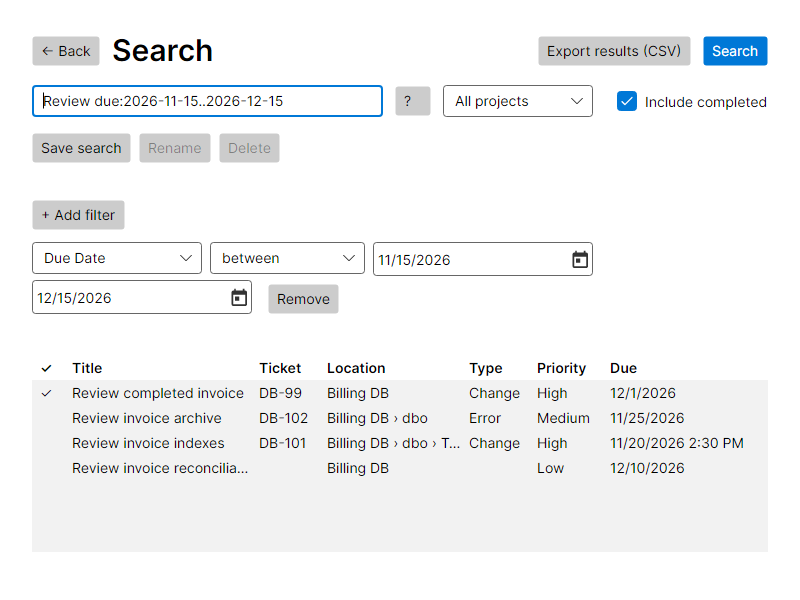 ← Back Search Export results (CSV) Search
Review due:2026-11-15..2026-12-15 ? All projects Include completed
Save search Rename Delete
+ Add filter
Due Date between 11/15/2026
12/15/2026 Remove
✓ Title Ticket Location Type Priority Due
✓ Review completed invoice DB-99 Billing DB Change High 12/1/2026
Review invoice archive DB-102 Billing DB › dbo Error Medium 11/25/2026
Review invoice indexes DB-101 Billing DB › dbo › T... Change High 11/20/2026 2:30 PM
Review invoice reconcilia... Billing DB Low 12/10/2026